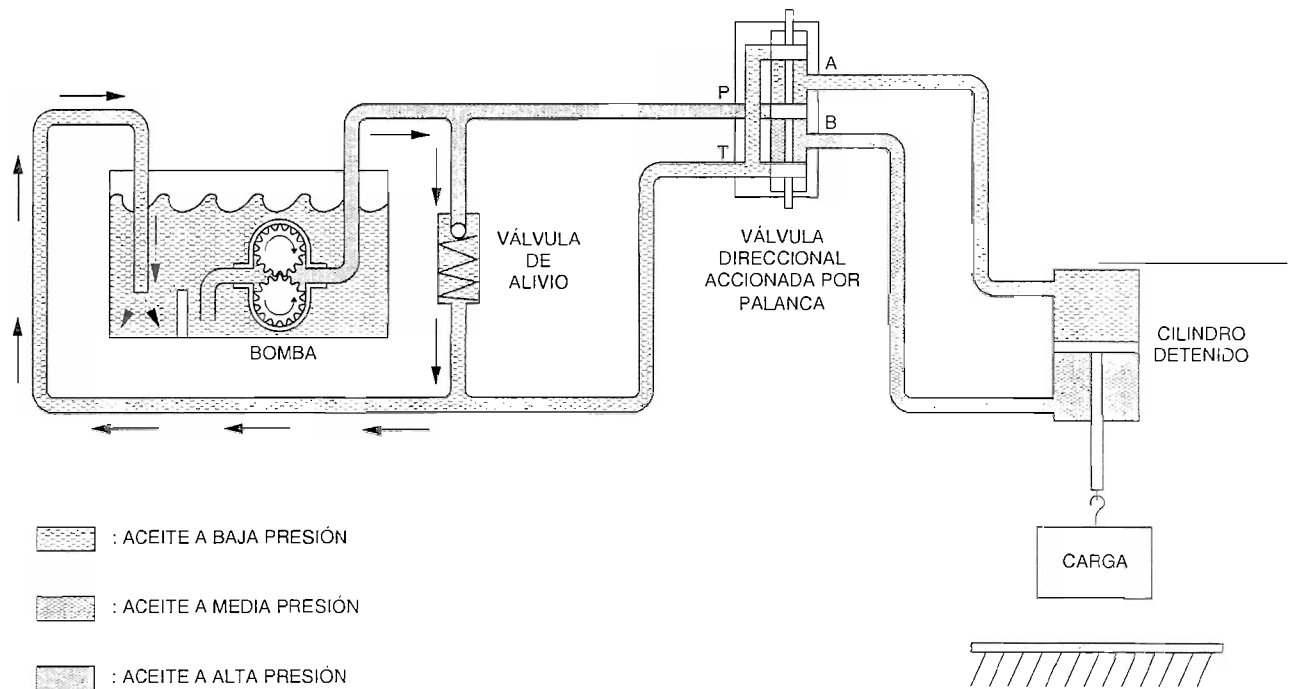 A
P
B
T
VÁLVULA
DE
ALIVIO
VÁLVULA
DIRECCIONAL
ACCIONADA POR
PALANCA
BOMBA
CILINDRO
DETENIDO
CARGA
: ACEITE A BAJA PRESIÓN
: ACEITE A MEDIA PRESIÓN
: ACEITE A ALTA PRESIÓN